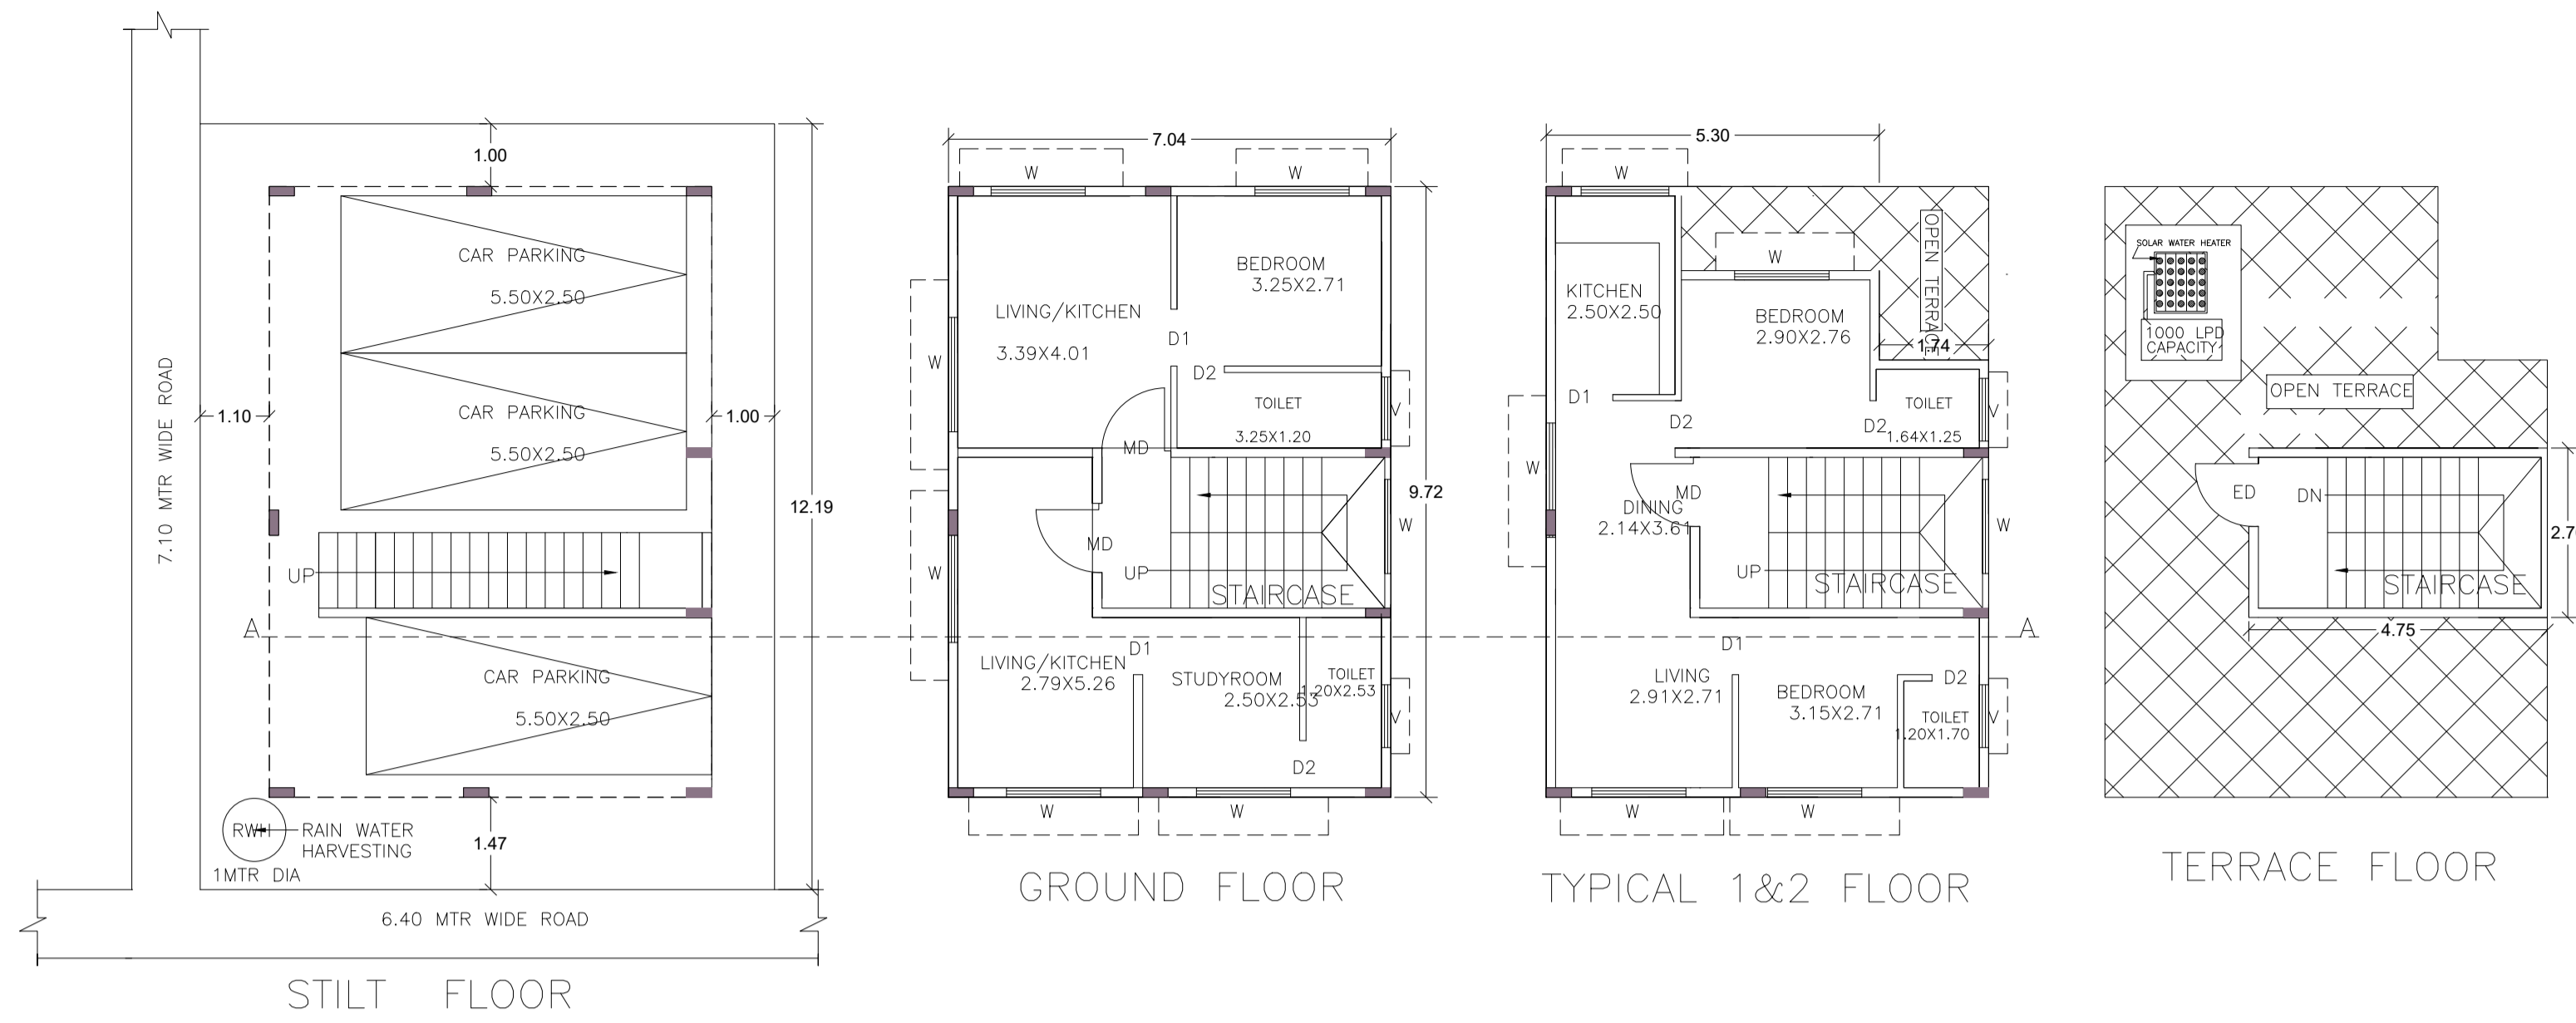 1.00
CAR PARKING
5.50X2.50
CAR PARKING
5.50X2.50
7.10 MTR WIDE ROAD
1.10
1.00
12.19
UP
A
CAR PARKING
5.50X2.50
RWH
RAIN WATER
HARVESTING
1MTR DIA
1.47
6.40 MTR WIDE ROAD
STILT FLOOR
7.04
W
W
BEDROOM
3.25X2.71
LIVING/KITCHEN
3.39X4.01
D1
W
D2
TOILET
3.25X1.20
V
MD
9.72
W
MD
W
UP
STAIRCASE
LIVING/KITCHEN
2.79X5.26
D1
STUDYROOM
2.50X2.53
TOILET
1.20X2.53
V
D2
W
W
GROUND FLOOR
5.30
W
OPEN TERRACE
W
KITCHEN
2.50X2.50
BEDROOM
2.90X2.76
1.74
D1
D2
TOILET
D2
1.64X1.25
V
W
MD
DINING
2.14X3.61
W
UP
STAIRCASE
A
D1
LIVING
2.91X2.71
BEDROOM
3.15X2.71
D2
TOILET
1.20X1.70
V
W
W
TYPICAL 1&2 FLOOR
SOLAR WATER HEATER
1000 LPD
CAPACITY
OPEN TERRACE
ED
DN
STAIRCASE
4.75
TERRACE FLOOR